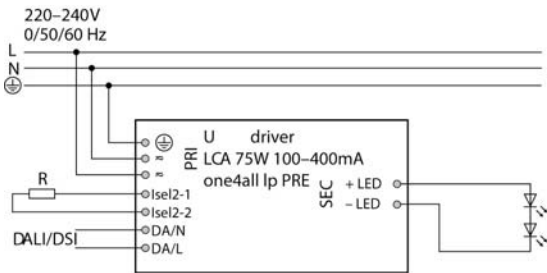 220–240V
0/50/60 Hz
L
N
U driver
PRI
LCA 75W 100–400mA
one4all lp PRE
R
Isel2-1
Isel2-2
DALI/DSI
DA/N
DA/L
SEC
+ LED
– LED